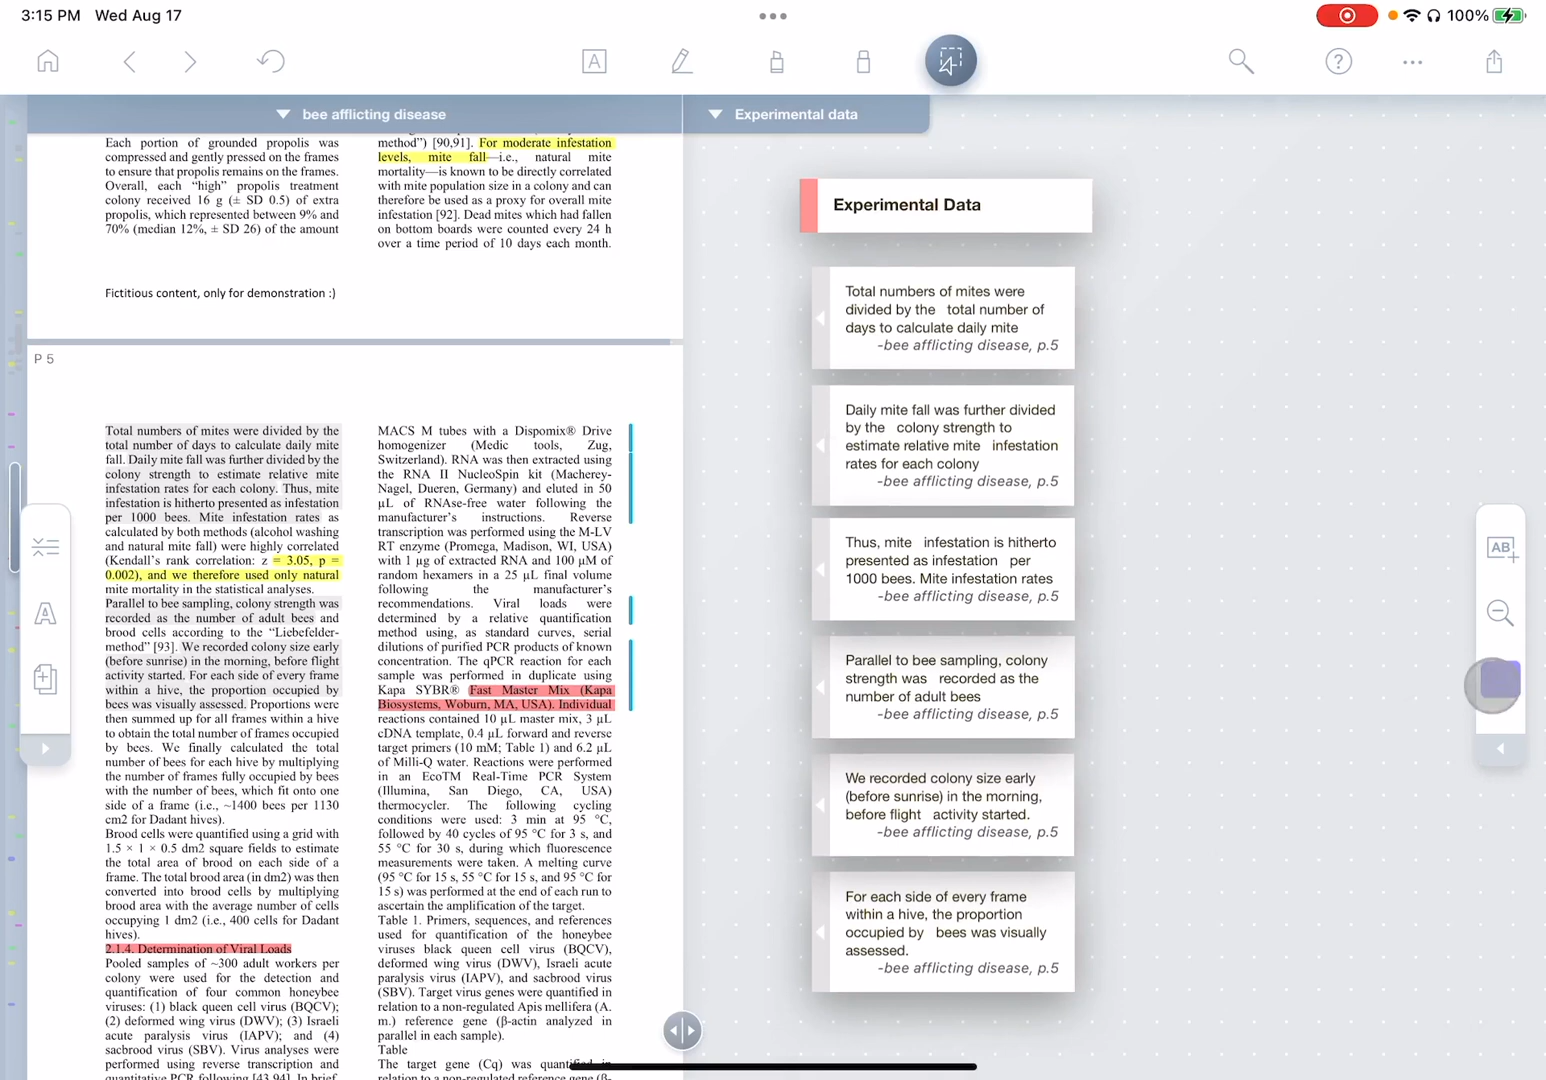 3:15 PM Wed Aug 17
100%
A
?
bee afflicting disease
Experimental data
Each portion of grounded propolis was
compressed and gently pressed on the frames
to ensure that propolis remains on the frames.
Overall, each “high” propolis treatment
colony received 16 g (± SD 0.5) of extra
propolis, which represented between 9% and
70% (median 12%, ± SD 26) of the amount
method”) [90,91]. For moderate infestation
levels, mite fall—i.e., natural mite
mortality—is known to be directly correlated
with mite population size in a colony and can
therefore be used as a proxy for overall mite
infestation [92]. Dead mites which had fallen
on bottom boards were counted every 24 h
over a time period of 10 days each month.
Fictitious content, only for demonstration :)
P 5
Total numbers of mites were divided by the
total number of days to calculate daily mite
fall. Daily mite fall was further divided by the
colony strength to estimate relative mite
infestation rates for each colony. Thus, mite
infestation is hitherto presented as infestation
per 1000 bees. Mite infestation rates as
calculated by both methods (alcohol washing
and natural mite fall) were highly correlated
(Kendall’s rank correlation: z = 3.05, p =
0.002), and we therefore used only natural
mite mortality in the statistical analyses.
Parallel to bee sampling, colony strength was
recorded as the number of adult bees and
brood cells according to the “Liebefelder-
method” [93]. We recorded colony size early
(before sunrise) in the morning, before flight
activity started. For each side of every frame
within a hive, the proportion occupied by
bees was visually assessed. Proportions were
then summed up for all frames within a hive
to obtain the total number of frames occupied
by bees. We finally calculated the total
number of bees for each hive by multiplying
the number of frames fully occupied by bees
with the number of bees, which fit onto one
side of a frame (i.e., ~1400 bees per 1130
cm2 for Dadant hives).
Brood cells were quantified using a grid with
1.5 × 1 × 0.5 dm2 square fields to estimate
the total area of brood on each side of a
frame. The total brood area (in dm2) was then
converted into brood cells by multiplying
brood area with the average number of cells
occupying 1 dm2 (i.e., 400 cells for Dadant
hives).
2.1.4. Determination of Viral Loads
Pooled samples of ~300 adult workers per
colony were used for the detection and
quantification of four common honeybee
viruses: (1) black queen cell virus (BQCV);
(2) deformed wing virus (DWV); (3) Israeli
acute paralysis virus (IAPV); and (4)
sacbrood virus (SBV). Virus analyses were
performed using reverse transcription and
quantitative PCR following [43,94]. In brief,
MACS M tubes with a Dispomix® Drive
homogenizer (Medic tools, Zug,
Switzerland). RNA was then extracted using
the RNA II NucleoSpin kit (Macherey-
Nagel, Dueren, Germany) and eluted in 50
µL of RNAse-free water following the
manufacturer’s instructions. Reverse
transcription was performed using the M-LV
RT enzyme (Promega, Madison, WI, USA)
with 1 µg of extracted RNA and 100 µM of
random hexamers in a 25 µL final volume
following the manufacturer’s
recommendations. Viral loads were
determined by a relative quantification
method using, as standard curves, serial
dilutions of purified PCR products of known
concentration. The qPCR reaction for each
sample was performed in duplicate using
Kapa SYBR® Fast Master Mix (Kapa
Biosystems, Woburn, MA, USA). Individual
reactions contained 10 µL master mix, 3 µL
cDNA template, 0.4 µL forward and reverse
target primers (10 mM; Table 1) and 6.2 µL
of Milli-Q water. Reactions were performed
in an EcoTM Real-Time PCR System
(Illumina, San Diego, CA, USA)
thermocycler. The following cycling
conditions were used: 3 min at 95 °C,
followed by 40 cycles of 95 °C for 3 s, and
55 °C for 30 s, during which fluorescence
measurements were taken. A melting curve
(95 °C for 15 s, 55 °C for 15 s, and 95 °C for
15 s) was performed at the end of each run to
ascertain the amplification of the target.
Table 1. Primers, sequences, and references
used for quantification of the honeybee
viruses black queen cell virus (BQCV),
deformed wing virus (DWV), Israeli acute
paralysis virus (IAPV), and sacbrood virus
(SBV). Target virus genes were quantified in
relation to a non-regulated Apis mellifera (A.
m.) reference gene (β-actin analyzed in
parallel in each sample).
Table
The target gene (Cq) was quantified in
relation to a non-regulated reference gene (β-
Experimental Data
Total numbers of mites were
divided by the total number of
days to calculate daily mite
-bee afflicting disease, p.5
Daily mite fall was further divided
by the colony strength to
estimate relative mite infestation
rates for each colony
-bee afflicting disease, p.5
Thus, mite infestation is hitherto
presented as infestation per
1000 bees. Mite infestation rates
-bee afflicting disease, p.5
Parallel to bee sampling, colony
strength was recorded as the
number of adult bees
-bee afflicting disease, p.5
We recorded colony size early
(before sunrise) in the morning,
before flight activity started.
-bee afflicting disease, p.5
For each side of every frame
within a hive, the proportion
occupied by bees was visually
assessed.
-bee afflicting disease, p.5
A
AB